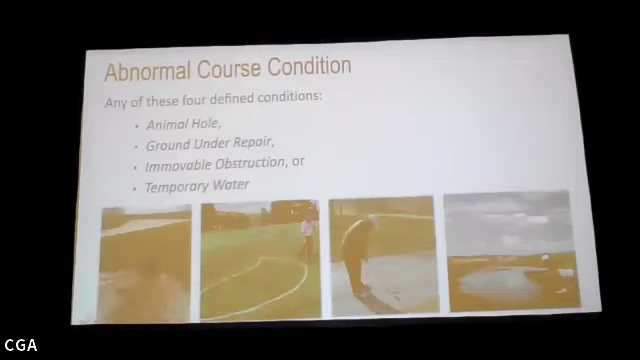 Abnormal Course Condition
Any of these four defined conditions:
• Animal Hole,
• Ground Under Repair,
• Immovable Obstruction, or
• Temporary Water
CGA